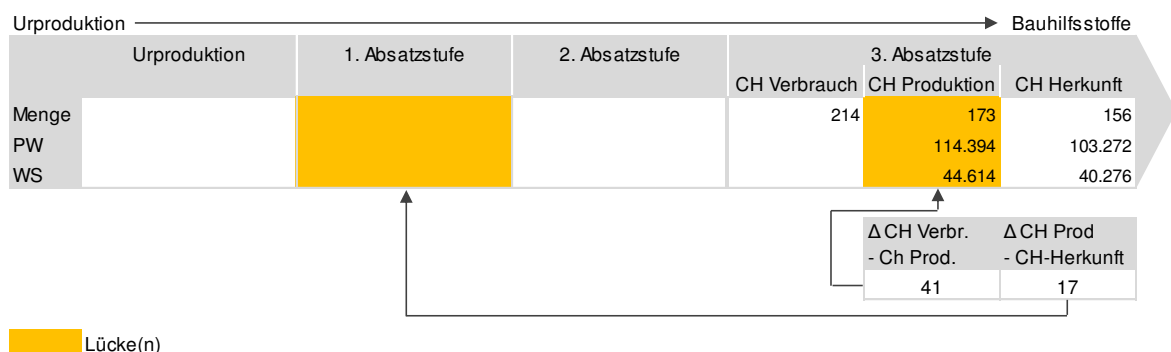 Urproduktion Bauhilfsstoffe
Urproduktion 1. Absatzstufe 2. Absatzstufe 3. Absatzstufe
CH Verbrauch CH Produktion CH Herkunft
Menge 214 173 156
PW 114.394 103.272
WS 44.614 40.276
Δ CH Verbr. Δ CH Prod
- Ch Prod. - CH-Herkunft
41 17
Lücke(n)